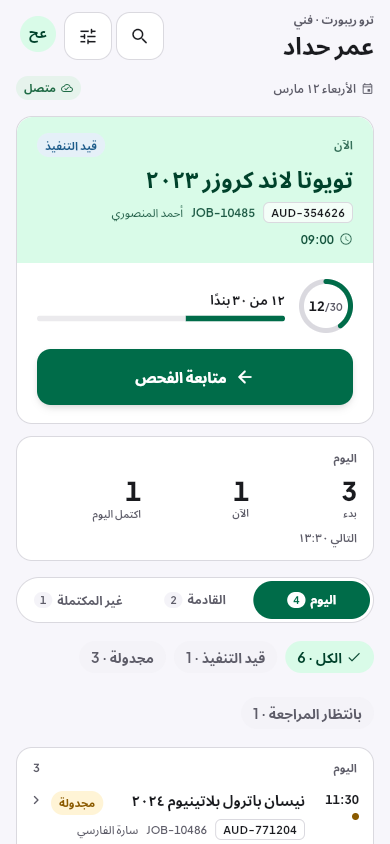 ترو ريبورت · فني
عمر حداد
عح
الأربعاء ١٢ مارس
متصل
الآن
قيد التنفيذ
تويوتا لاند كروزر ٢٠٢٣
AUD-354626 JOB-10485 أحمد المنصوري
09:00
12/30
١٢ من ٣٠ بندًا
متابعة الفحص
اليوم
3 1 1
بدء الآن اكتمل اليوم
التالي ١٣:٣٠
اليوم 4 القادمة 2 غير المكتملة 1
الكل · 6 قيد التنفيذ · 1 مجدولة · 3
بانتظار المراجعة · 1
اليوم 3
11:30 نيسان باترول بلاتينيوم ٢٠٢٤ مجدولة
AUD-771204 JOB-10486 سارة الفارسي